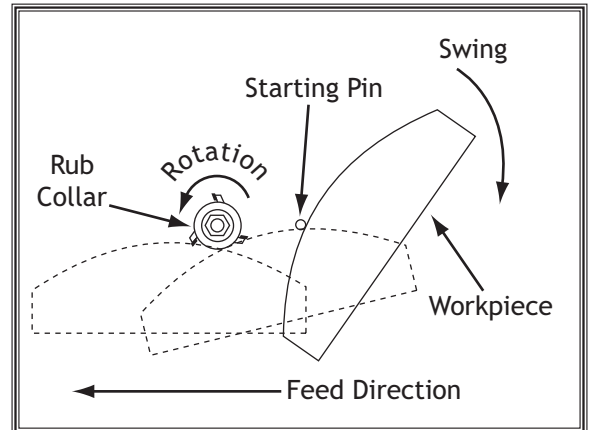 Swing
Starting Pin
Rotation
Rub
Collar
Workpiece
Feed Direction